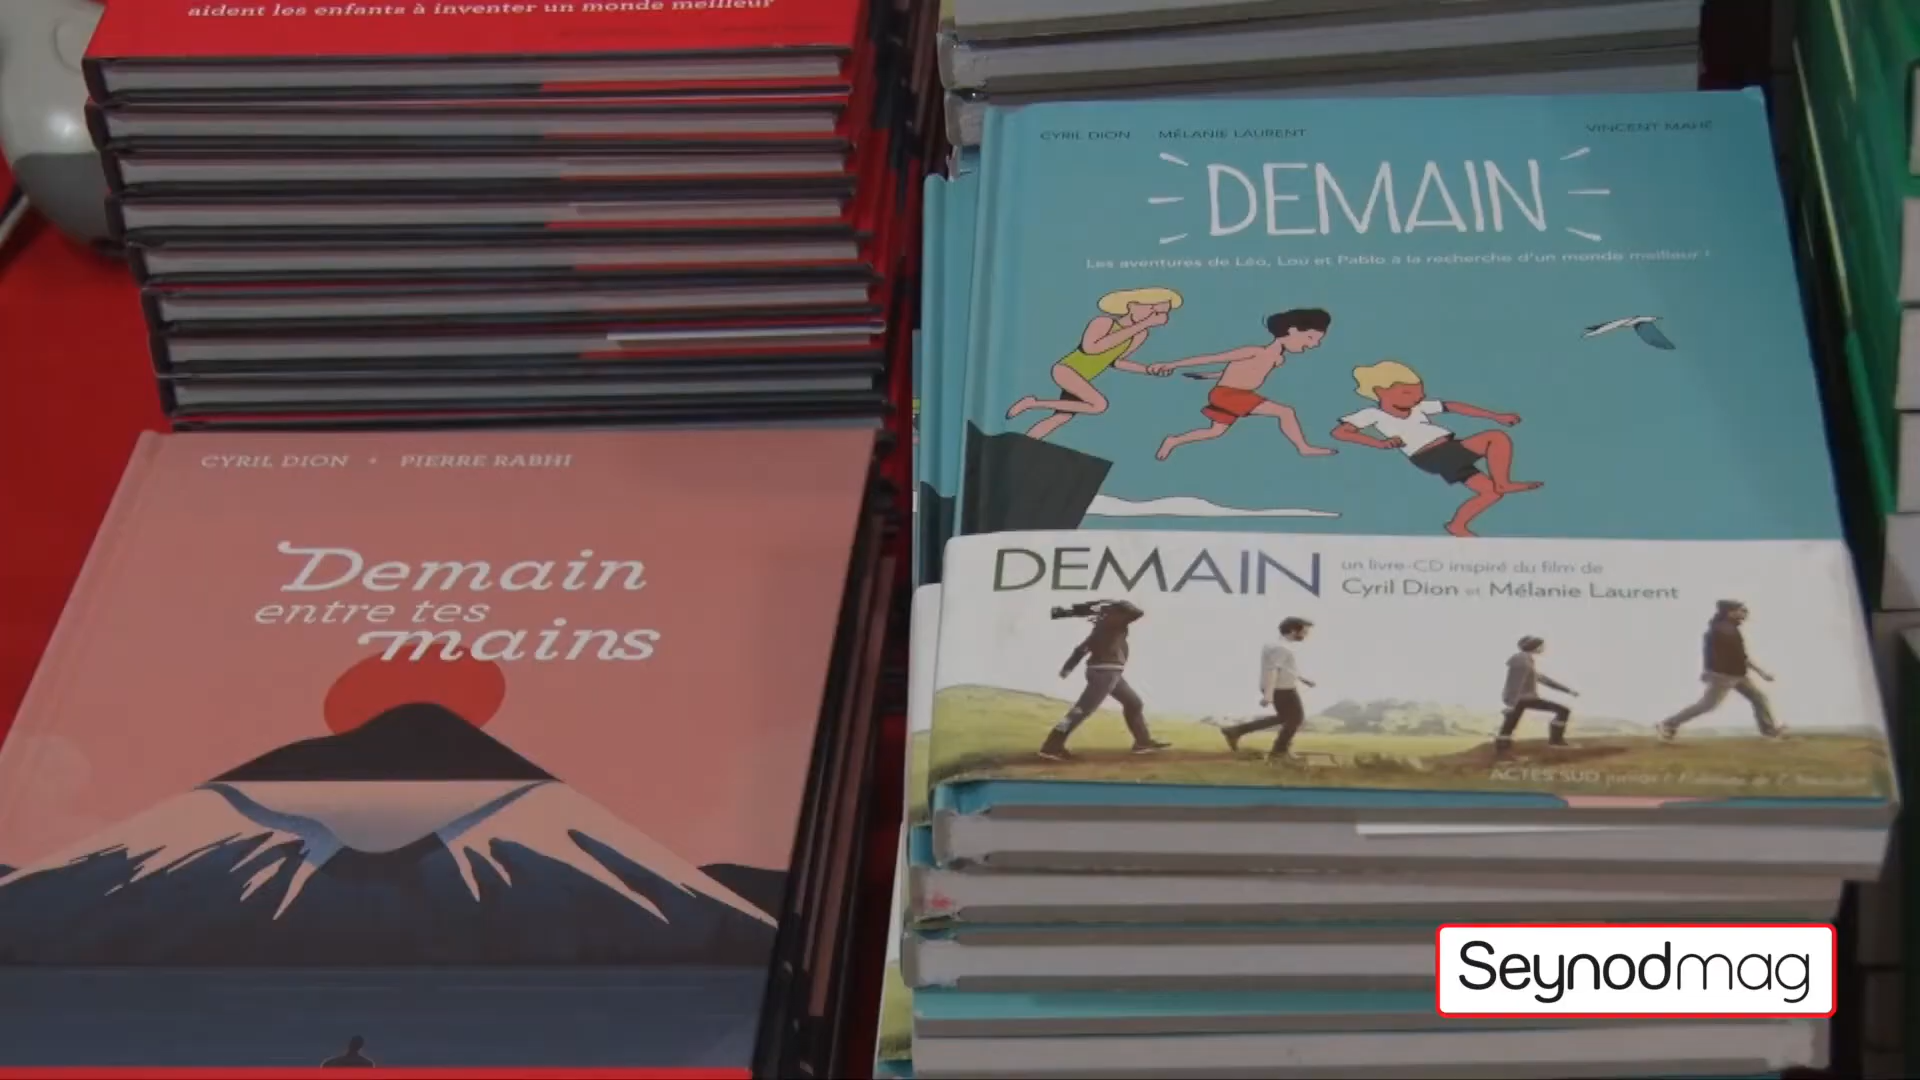 aident les enfants à inventer un monde meilleur
CYRIL DION • PIERRE RABHI
Demain
entre tes
mains
CYRIL DION MÉLANIE LAURENT VINCENT MAHÉ
DEMAIN
Les aventures de Léo, Lou et Pablo à la recherche d'un monde meilleur !
DEMAIN
un livre-CD inspiré du film de
Cyril Dion et Mélanie Laurent
ACTES SUD junior
Seynodmag